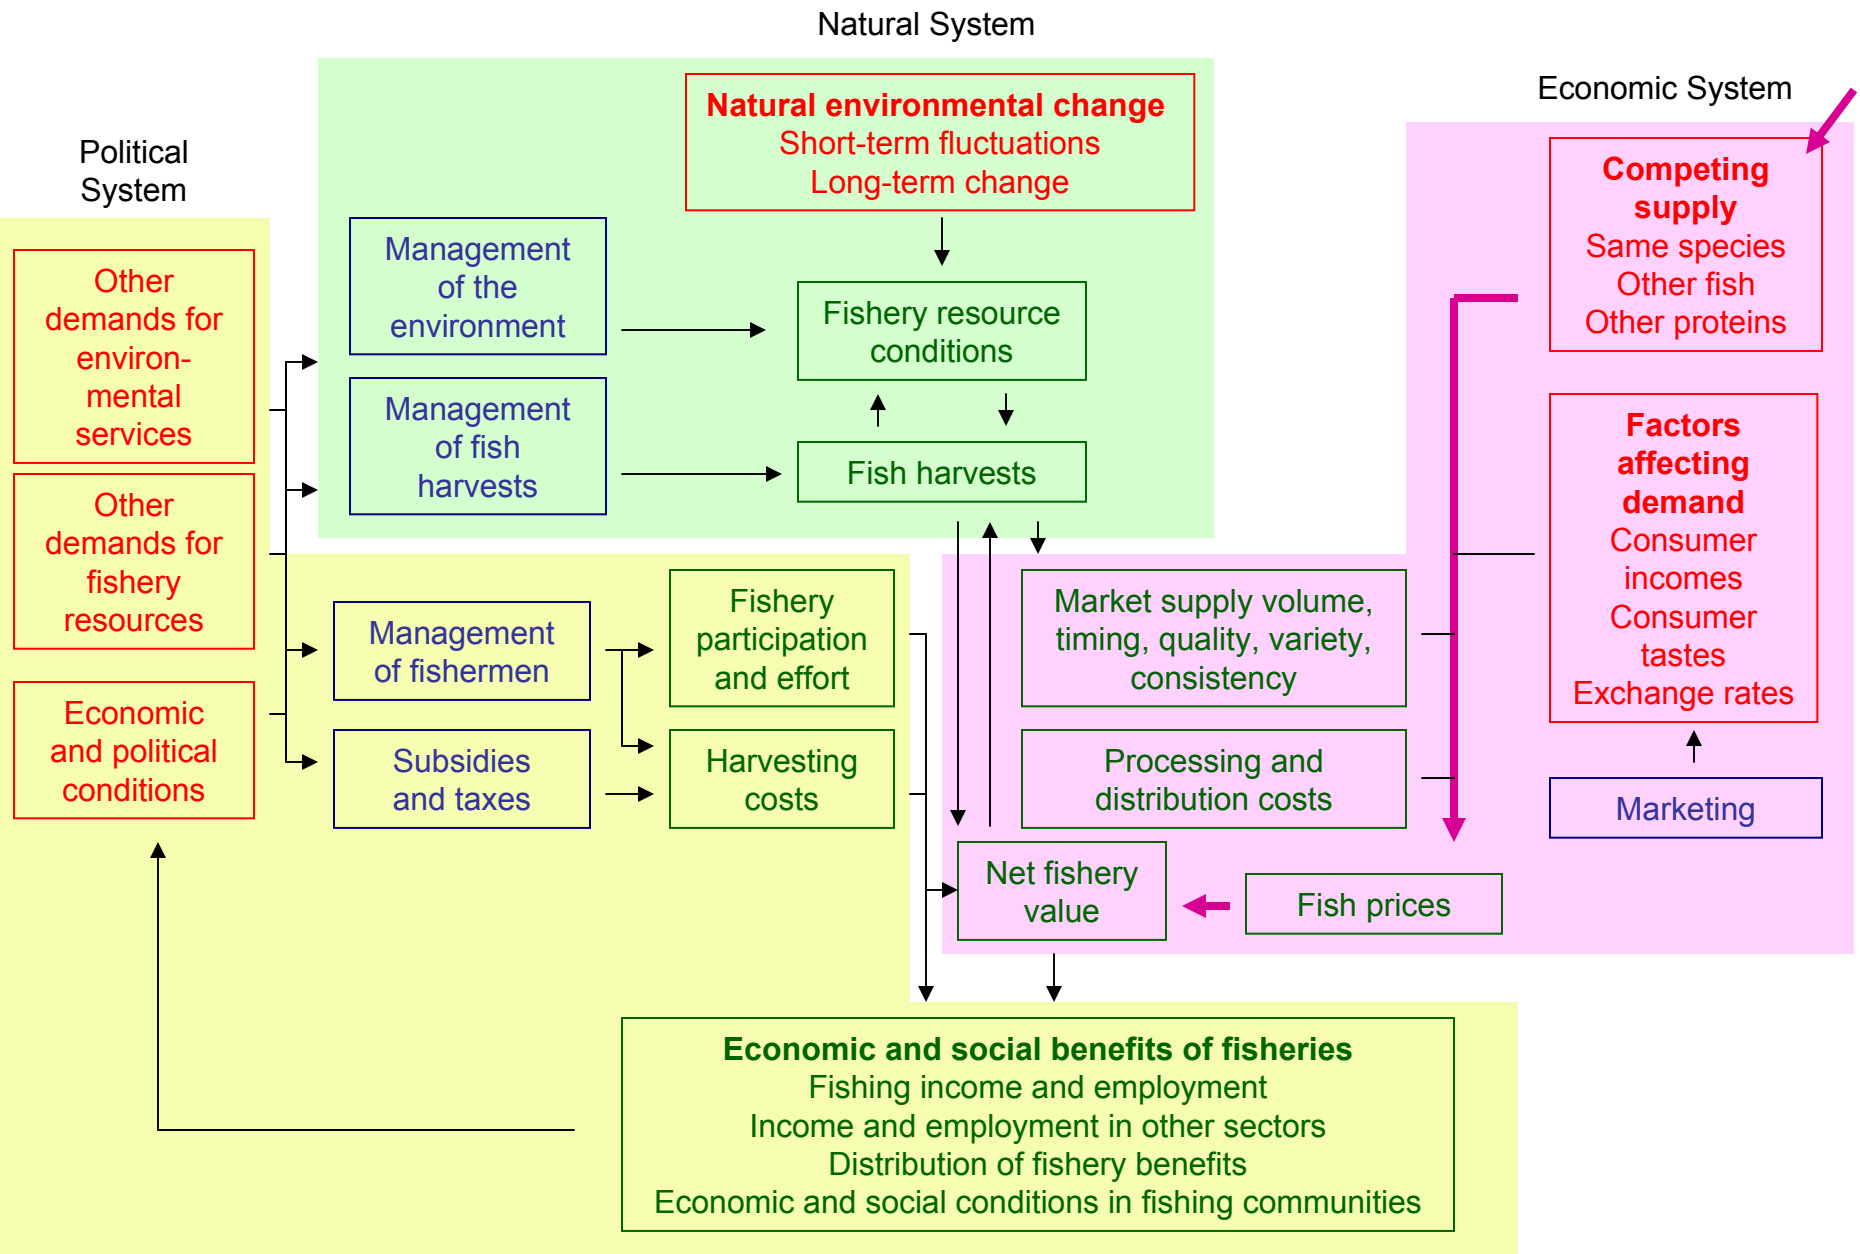 Natural System
Economic System
Political
System
Natural environmental change
Short-term fluctuations
Long-term change
Competing
supply
Same species
Other fish
Other proteins
Other
demands for
environ-
mental
services
Management
of the
environment
Fishery resource
conditions
Management
of fish
harvests
Fish harvests
Factors
affecting
demand
Consumer
incomes
Consumer
tastes
Exchange rates
Other
demands for
fishery
resources
Management
of fishermen
Fishery
participation
and effort
Market supply volume,
timing, quality, variety,
consistency
Economic
and political
conditions
Subsidies
and taxes
Harvesting
costs
Processing and
distribution costs
Marketing
Net fishery
value
Fish prices
Economic and social benefits of fisheries
Fishing income and employment
Income and employment in other sectors
Distribution of fishery benefits
Economic and social conditions in fishing communities